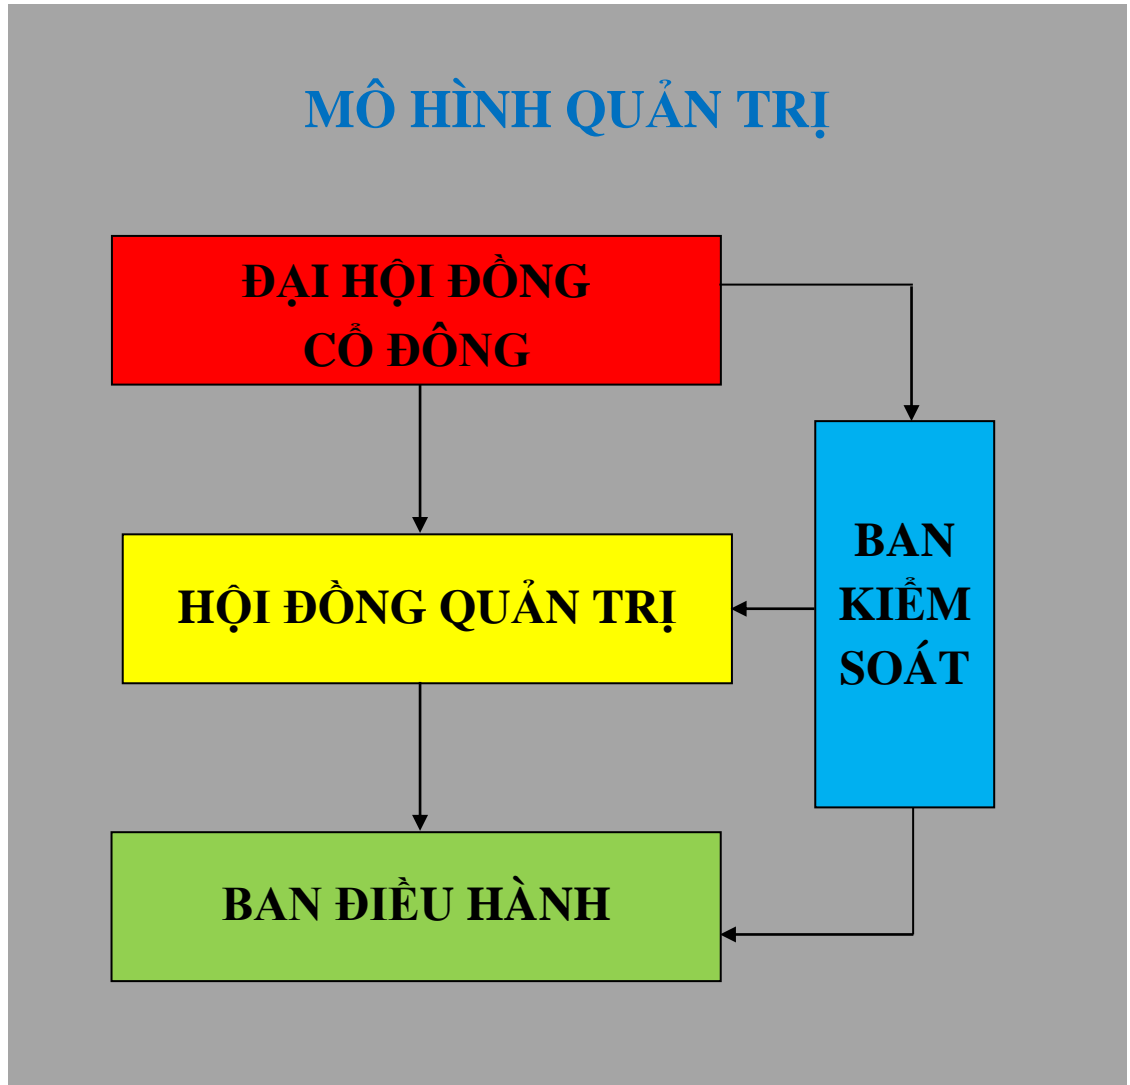 MÔ HÌNH QUẢN TRỊ
ĐẠI HỘI ĐỒNG
CỔ ĐÔNG
HỘI ĐỒNG QUẢN TRỊ
BAN
KIỂM
SOÁT
BAN ĐIỀU HÀNH